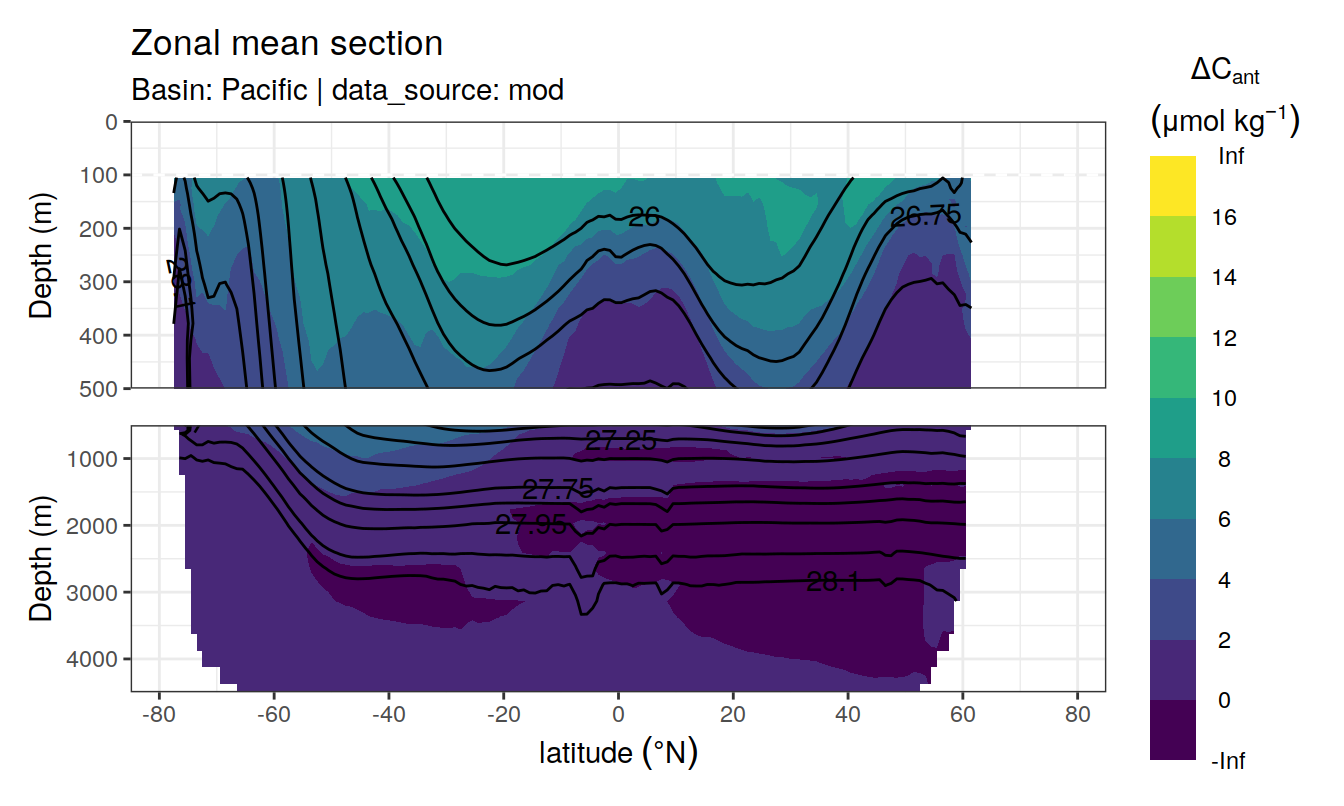 Zonal mean section
Basin: Pacific | data_source: mod
ΔCant
(μmol kg−1)
Inf
16
14
12
10
8
6
4
2
0
-Inf
Depth (m)
0
100
200
300
400
500
26
26.75
28.1
Depth (m)
1000
2000
3000
4000
27.25
27.75
27.95
28.1
-80 -60 -40 -20 0 20 40 60 80
latitude (°N)